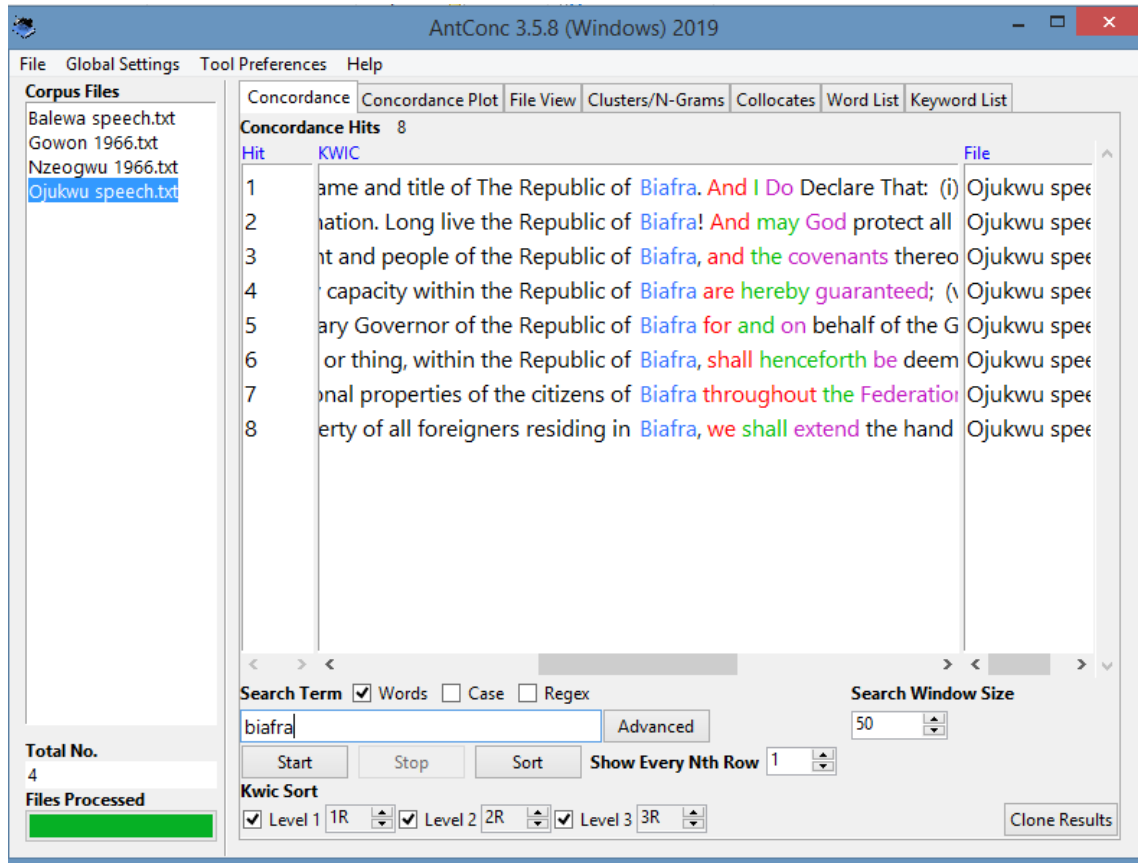 AntConc 3.5.8 (Windows) 2019
File Global Settings Tool Preferences Help
Corpus Files
Balewa speech.txt
Gowon 1966.txt
Nzeogwu 1966.txt
Ojukwu speech.txt
Total No.
4
Files Processed
Concordance Concordance Plot File View Clusters/N-Grams Collocates Word List Keyword List
Concordance Hits 8
Hit KWIC File
1 ame and title of The Republic of Biafra. And I Do Declare That: (i) Ojukwu spee
2 nation. Long live the Republic of Biafra! And may God protect all Ojukwu spee
3 nt and people of the Republic of Biafra, and the covenants thereo Ojukwu spee
4 capacity within the Republic of Biafra are hereby guaranteed; (v Ojukwu spee
5 ary Governor of the Republic of Biafra for and on behalf of the G Ojukwu spee
6 or thing, within the Republic of Biafra, shall henceforth be deem Ojukwu spee
7 onal properties of the citizens of Biafra throughout the Federation Ojukwu spee
8 erty of all foreigners residing in Biafra, we shall extend the hand Ojukwu spee
Search Term Words Case Regex Search Window Size
biafra Advanced 50
Start Stop Sort Show Every Nth Row 1
Kwic Sort
Level 1 1R Level 2 2R Level 3 3R Clone Results